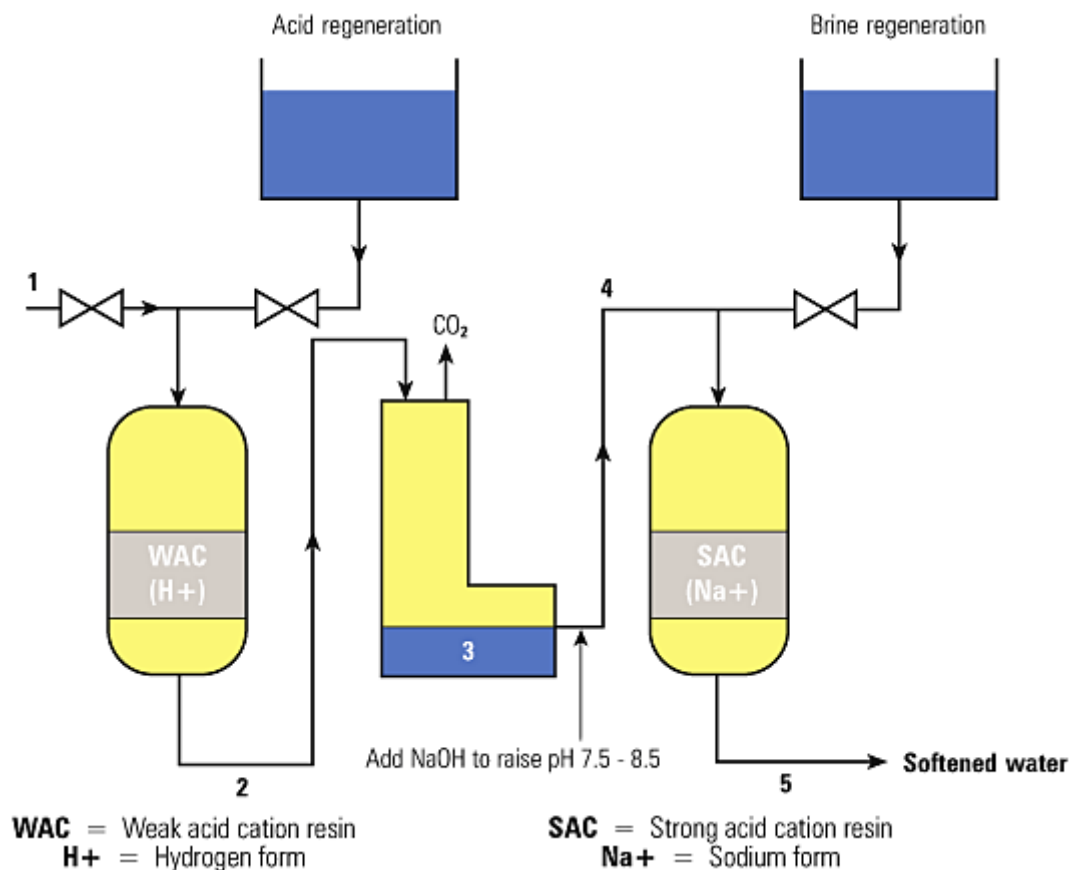 Acid regeneration
Brine regeneration
1
4
CO₂
WAC
(H+)
SAC
(Na+)
3
Add NaOH to raise pH 7.5 - 8.5
2
5
Softened water
WAC = Weak acid cation resin
H+ = Hydrogen form
SAC = Strong acid cation resin
Na+ = Sodium form